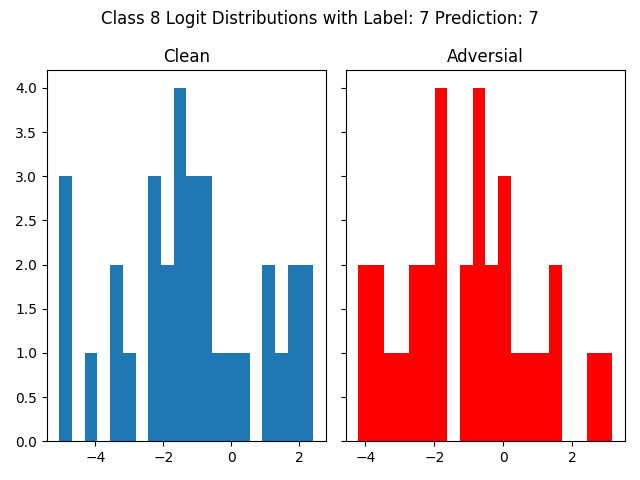 Class 8 Logit Distributions with Label: 7 Prediction: 7
Clean
Adversial
4.0
3.5
3.0
2.5
2.0
1.5
1.0
0.5
0.0
−4 −2 0 2
−4 −2 0 2